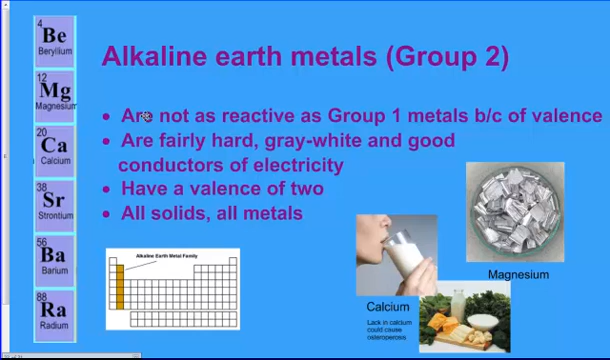 4
Be
Beryllium
12
Mg
Magnesium
20
Ca
Calcium
38
Sr
Strontium
56
Ba
Barium
88
Ra
Radium
Alkaline earth metals (Group 2)
Are not as reactive as Group 1 metals b/c of valence
Are fairly hard, gray-white and good
conductors of electricity
Have a valence of two
All solids, all metals
Alkaline Earth Metal Family
Magnesium
Calcium
Lack in calcium
could cause
osteoperosis